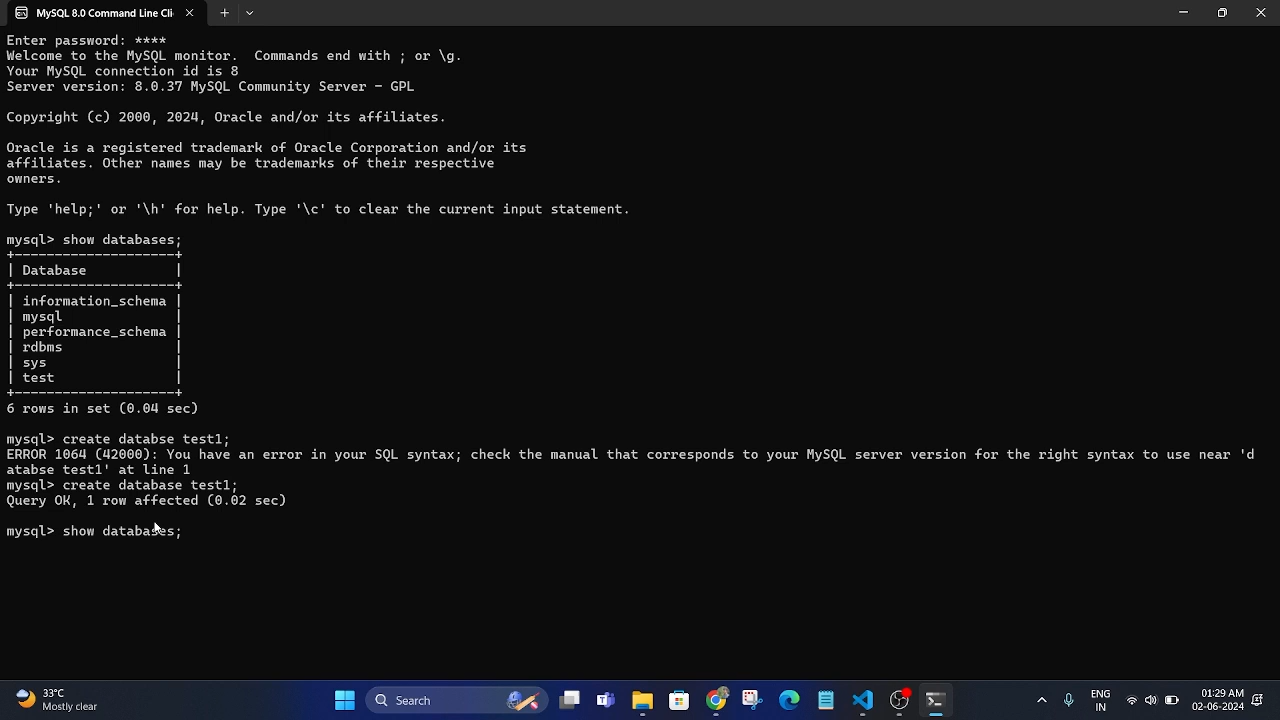 MySQL 8.0 Command Line Cli
Enter password: ****
Welcome to the MySQL monitor.  Commands end with ; or \g.
Your MySQL connection id is 8
Server version: 8.0.37 MySQL Community Server - GPL
Copyright (c) 2000, 2024, Oracle and/or its affiliates.
Oracle is a registered trademark of Oracle Corporation and/or its
affiliates. Other names may be trademarks of their respective
owners.
Type 'help;' or '\h' for help. Type '\c' to clear the current input statement.
mysql> show databases;
+--------------------+
| Database           |
+--------------------+
| information_schema |
| mysql              |
| performance_schema |
| rdbms              |
| sys                |
| test               |
+--------------------+
6 rows in set (0.04 sec)
mysql> create databse test1;
ERROR 1064 (42000): You have an error in your SQL syntax; check the manual that corresponds to your MySQL server version for the right syntax to use near 'd
atabse test1' at line 1
mysql> create database test1;
Query OK, 1 row affected (0.02 sec)
mysql> show databases;
33°C
Mostly clear
Search
ENG
IN
01:29 AM
02-06-2024